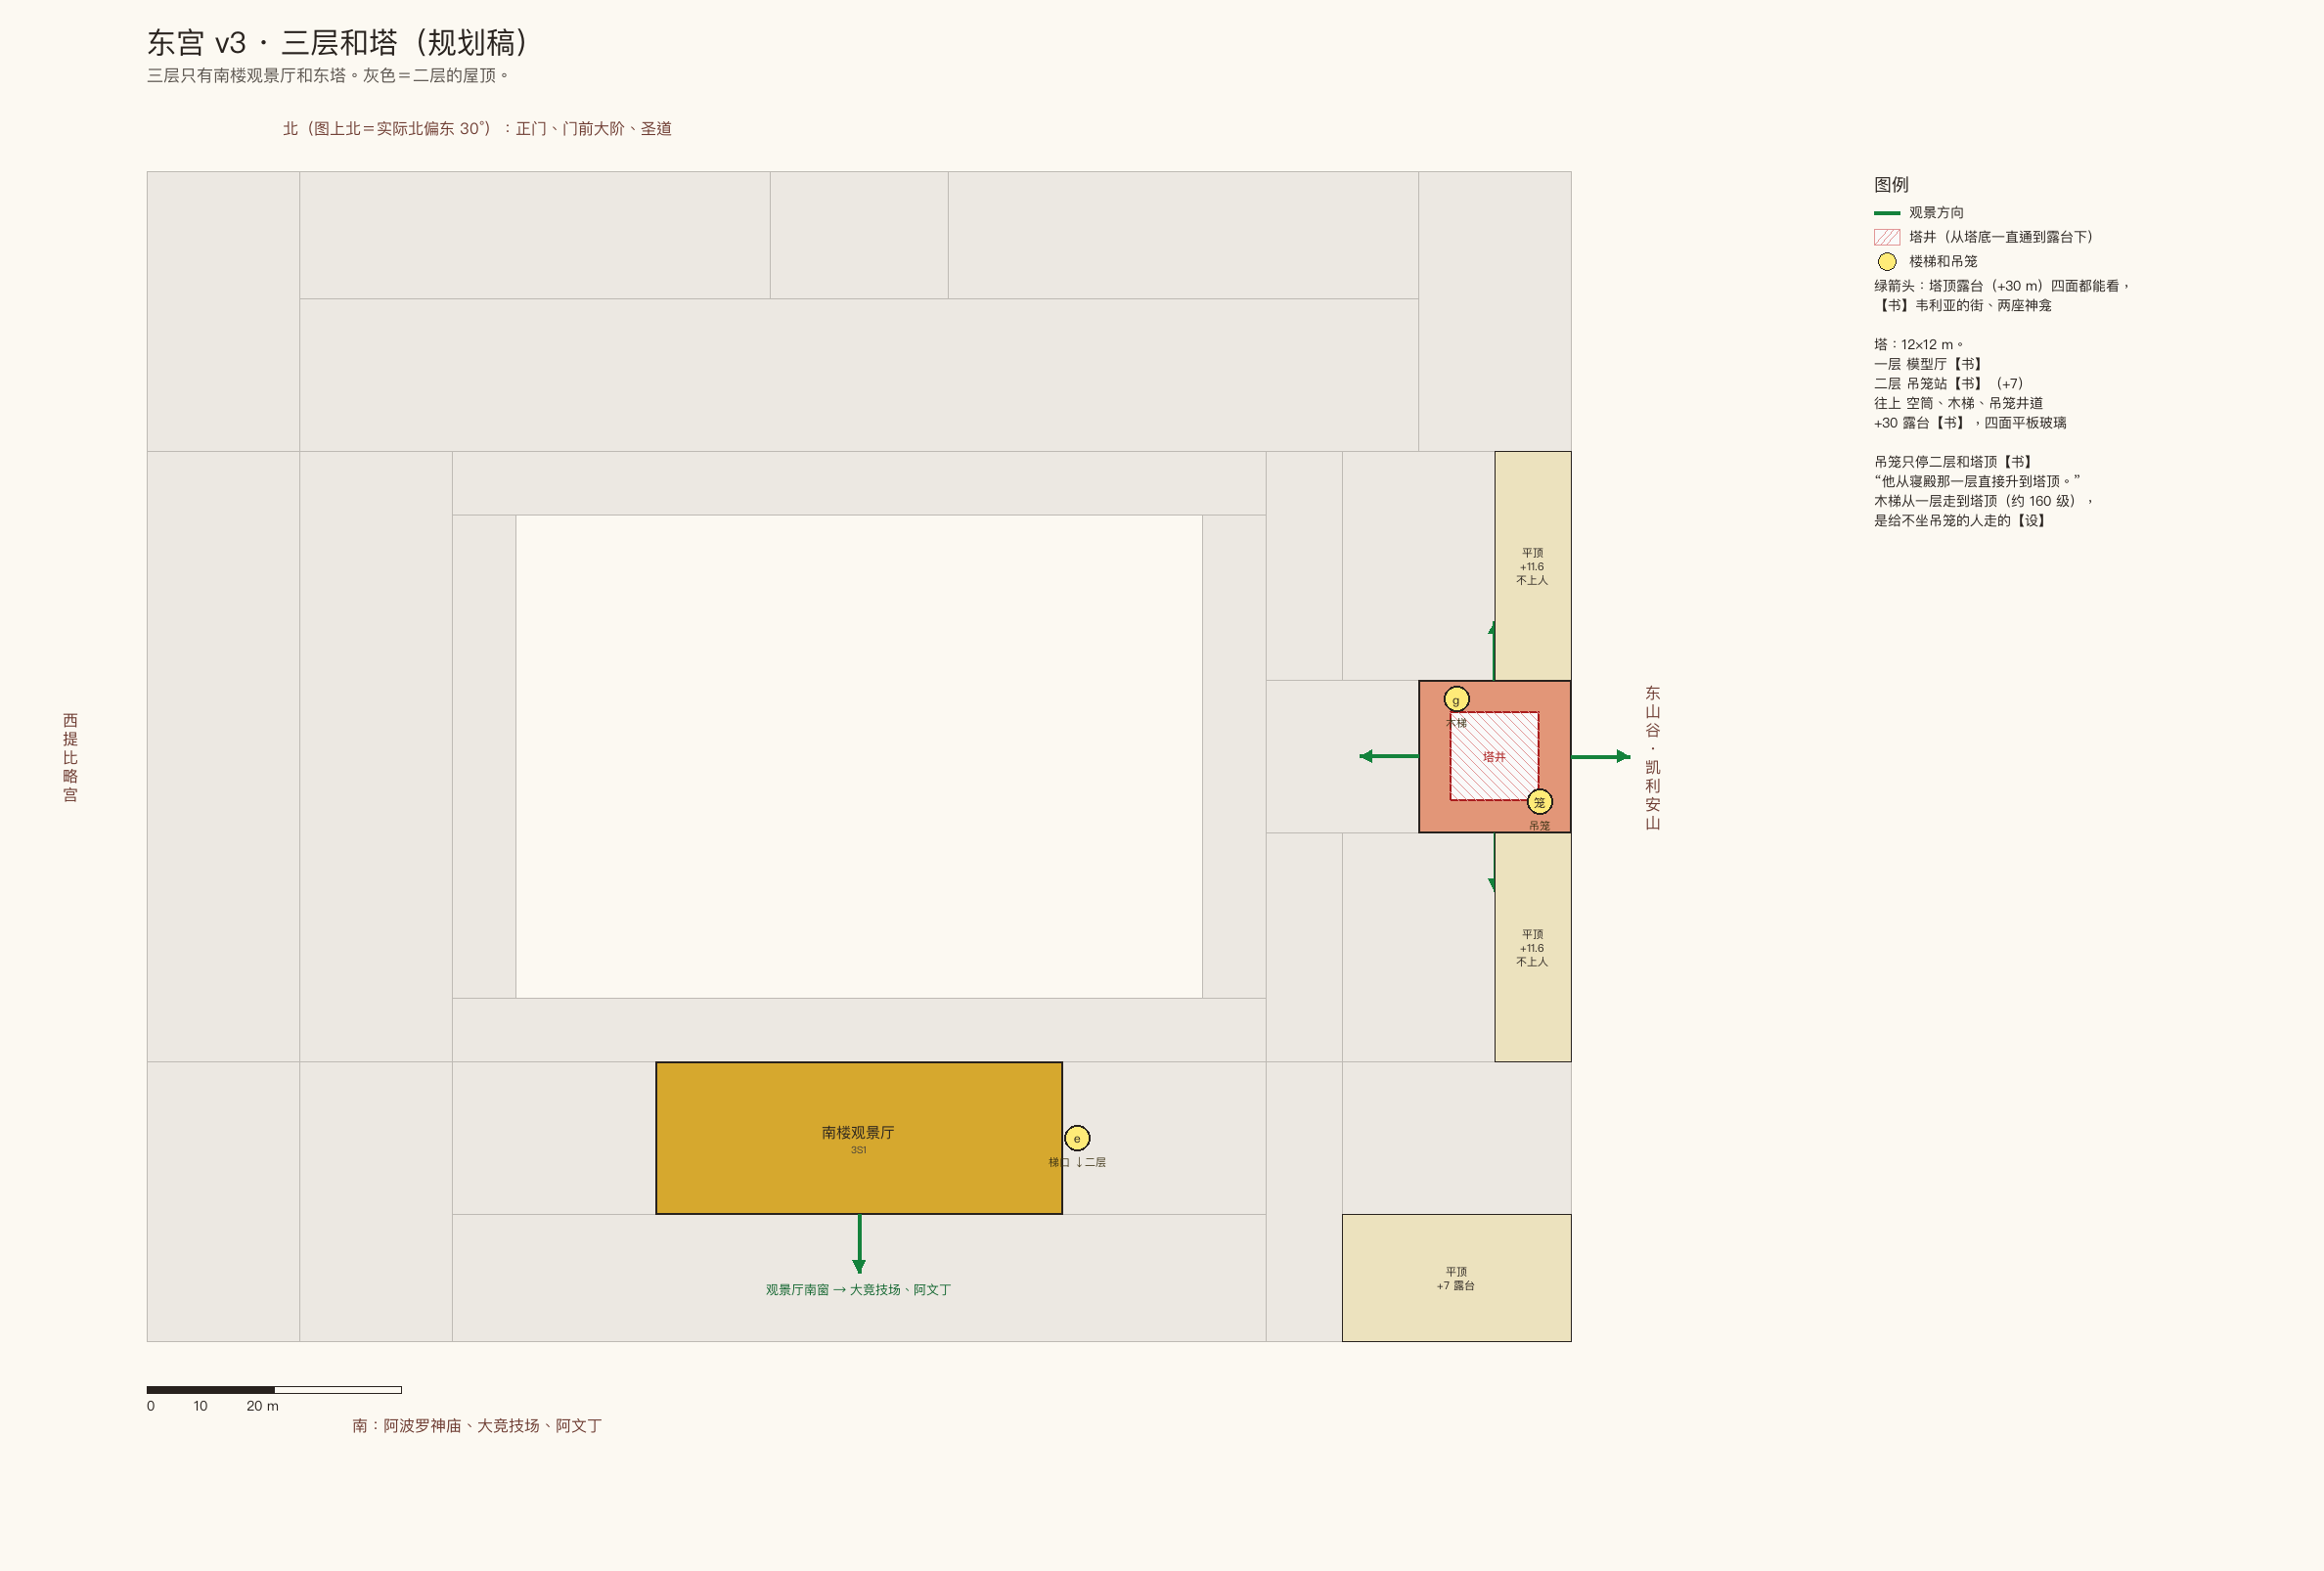 东宫 v3 · 三层和塔（规划稿）
三层只有南楼观景厅和东塔。灰色＝二层的屋顶。
北（图上北＝实际北偏东 30°）：正门、门前大阶、圣道
图例
观景方向
塔井（从塔底一直通到露台下）
楼梯和吊笼
绿箭头：塔顶露台（+30 m）四面都能看，
【书】韦利亚的街、两座神龛
塔：12×12 m。
一层 模型厅【书】
二层 吊笼站【书】（+7）
往上 空筒、木梯、吊笼井道
+30 露台【书】，四面平板玻璃
吊笼只停二层和塔顶【书】
“他从寝殿那一层直接升到塔顶。”
木梯从一层走到塔顶（约 160 级），
是给不坐吊笼的人走的【设】
平顶
+11.6
不上人
g
木梯
塔井
笼
吊笼
西提比略宫
东山谷·凯利安山
平顶
+11.6
不上人
南楼观景厅
3S1
e
梯口 ↓二层
观景厅南窗 → 大竞技场、阿文丁
平顶
+7 露台
0 10 20 m
南：阿波罗神庙、大竞技场、阿文丁